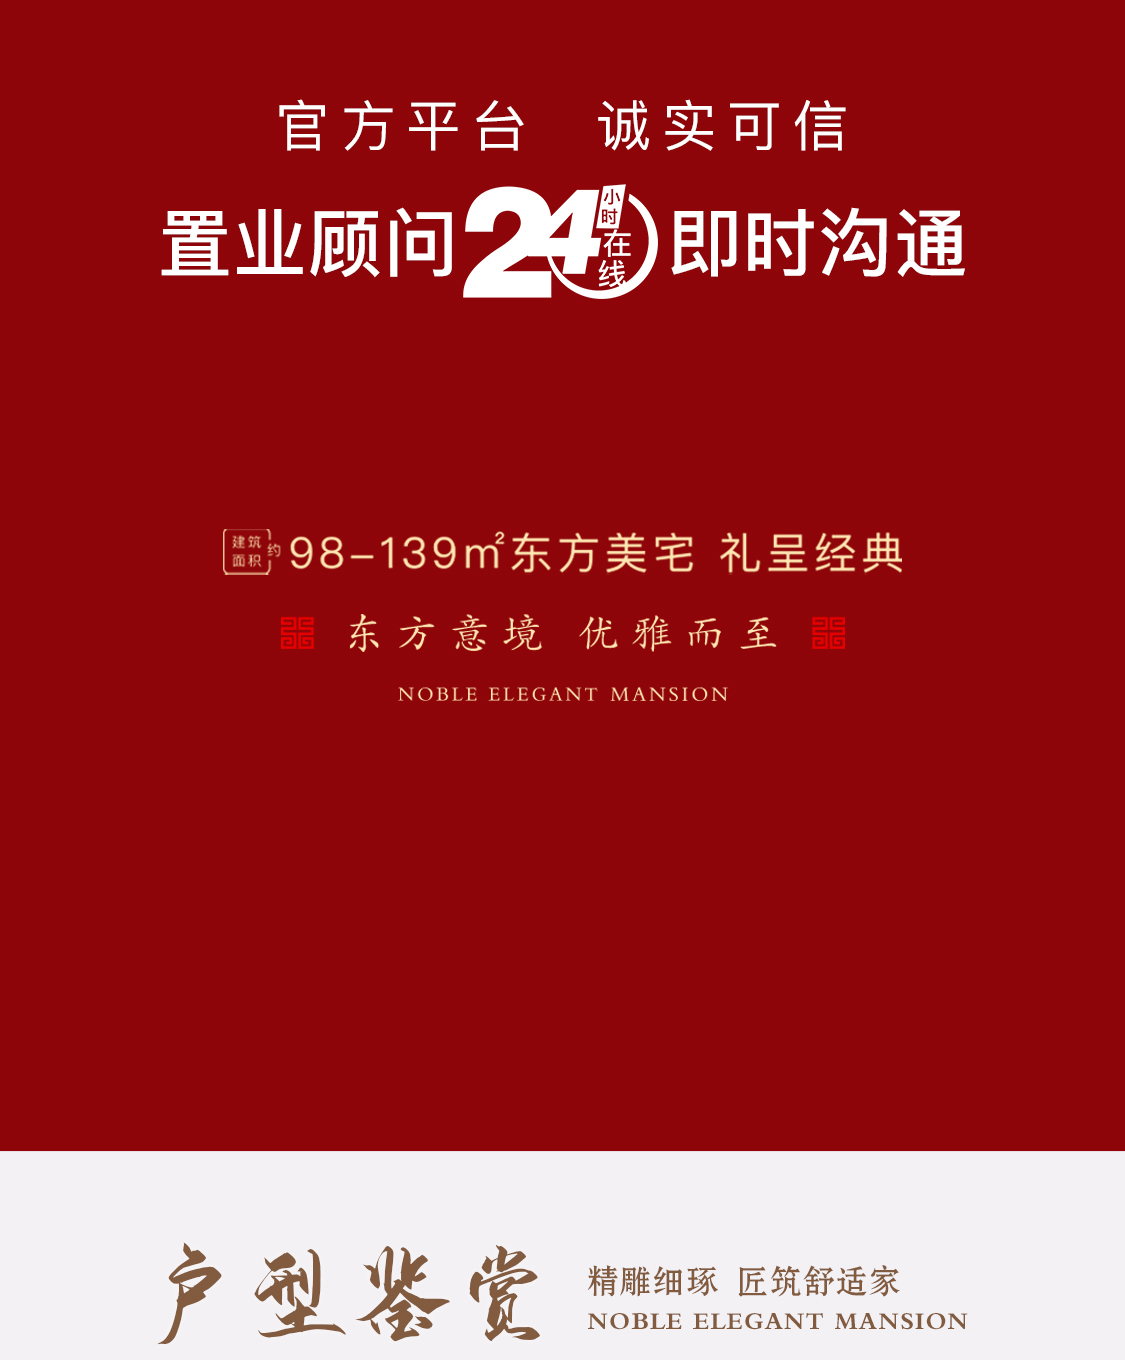 官方平台 诚实可信
置业顾问24小时在线即时沟通
建筑面积约98-139㎡东方美宅 礼呈经典
东方意境 优雅而至
NOBLE ELEGANT MANSION
户型鉴赏
精雕细琢 匠筑舒适家
NOBLE ELEGANT MANSION